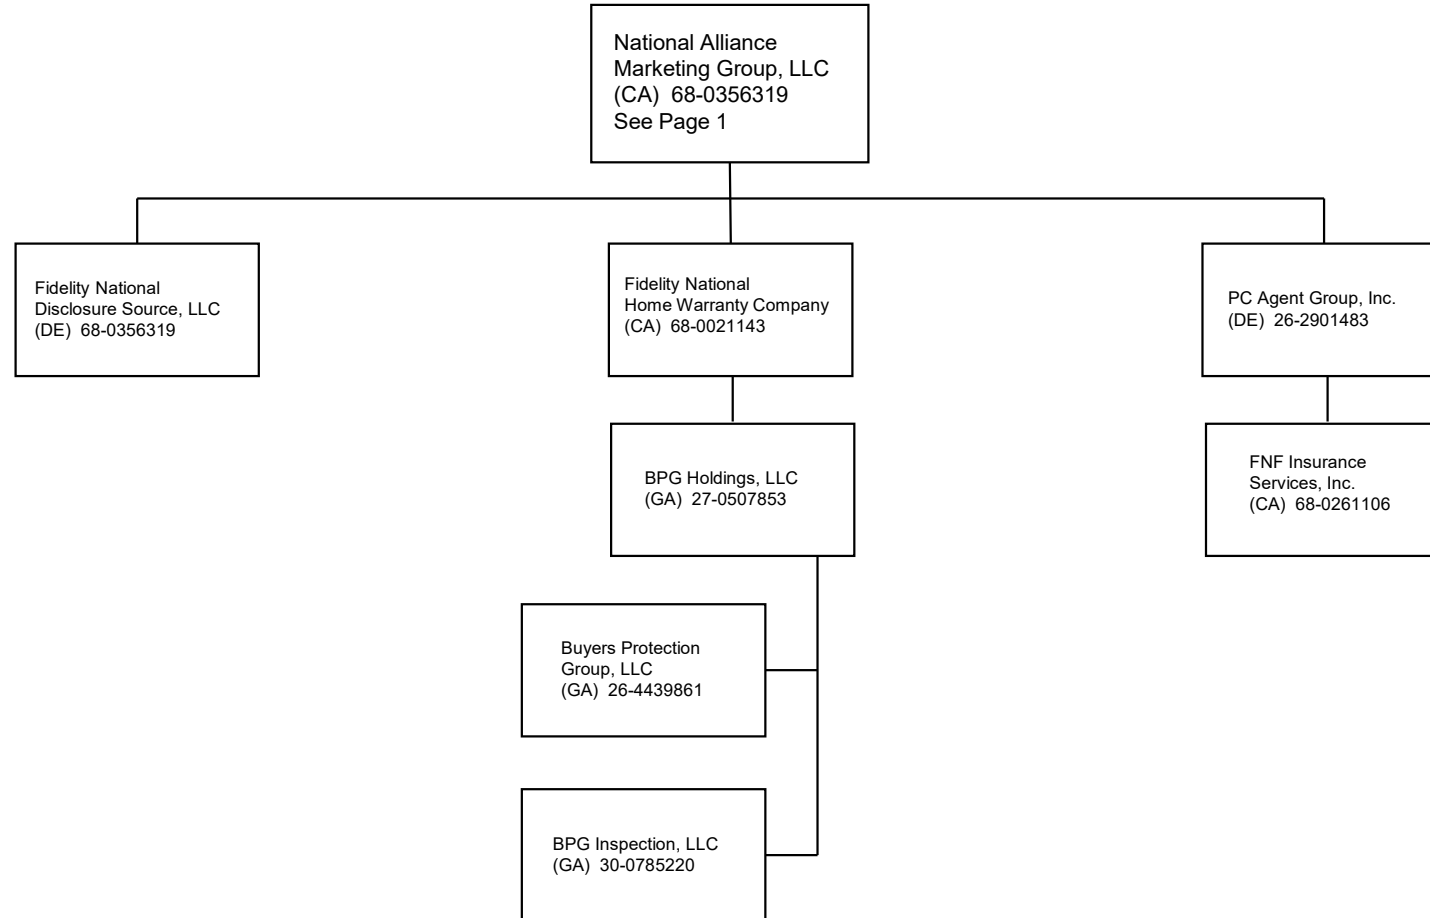 National Alliance
Marketing Group, LLC
(CA) 68-0356319
See Page 1
Fidelity National
Disclosure Source, LLC
(DE) 68-0356319
Fidelity National
Home Warranty Company
(CA) 68-0021143
PC Agent Group, Inc.
(DE) 26-2901483
BPG Holdings, LLC
(GA) 27-0507853
FNF Insurance
Services, Inc.
(CA) 68-0261106
Buyers Protection
Group, LLC
(GA) 26-4439861
BPG Inspection, LLC
(GA) 30-0785220